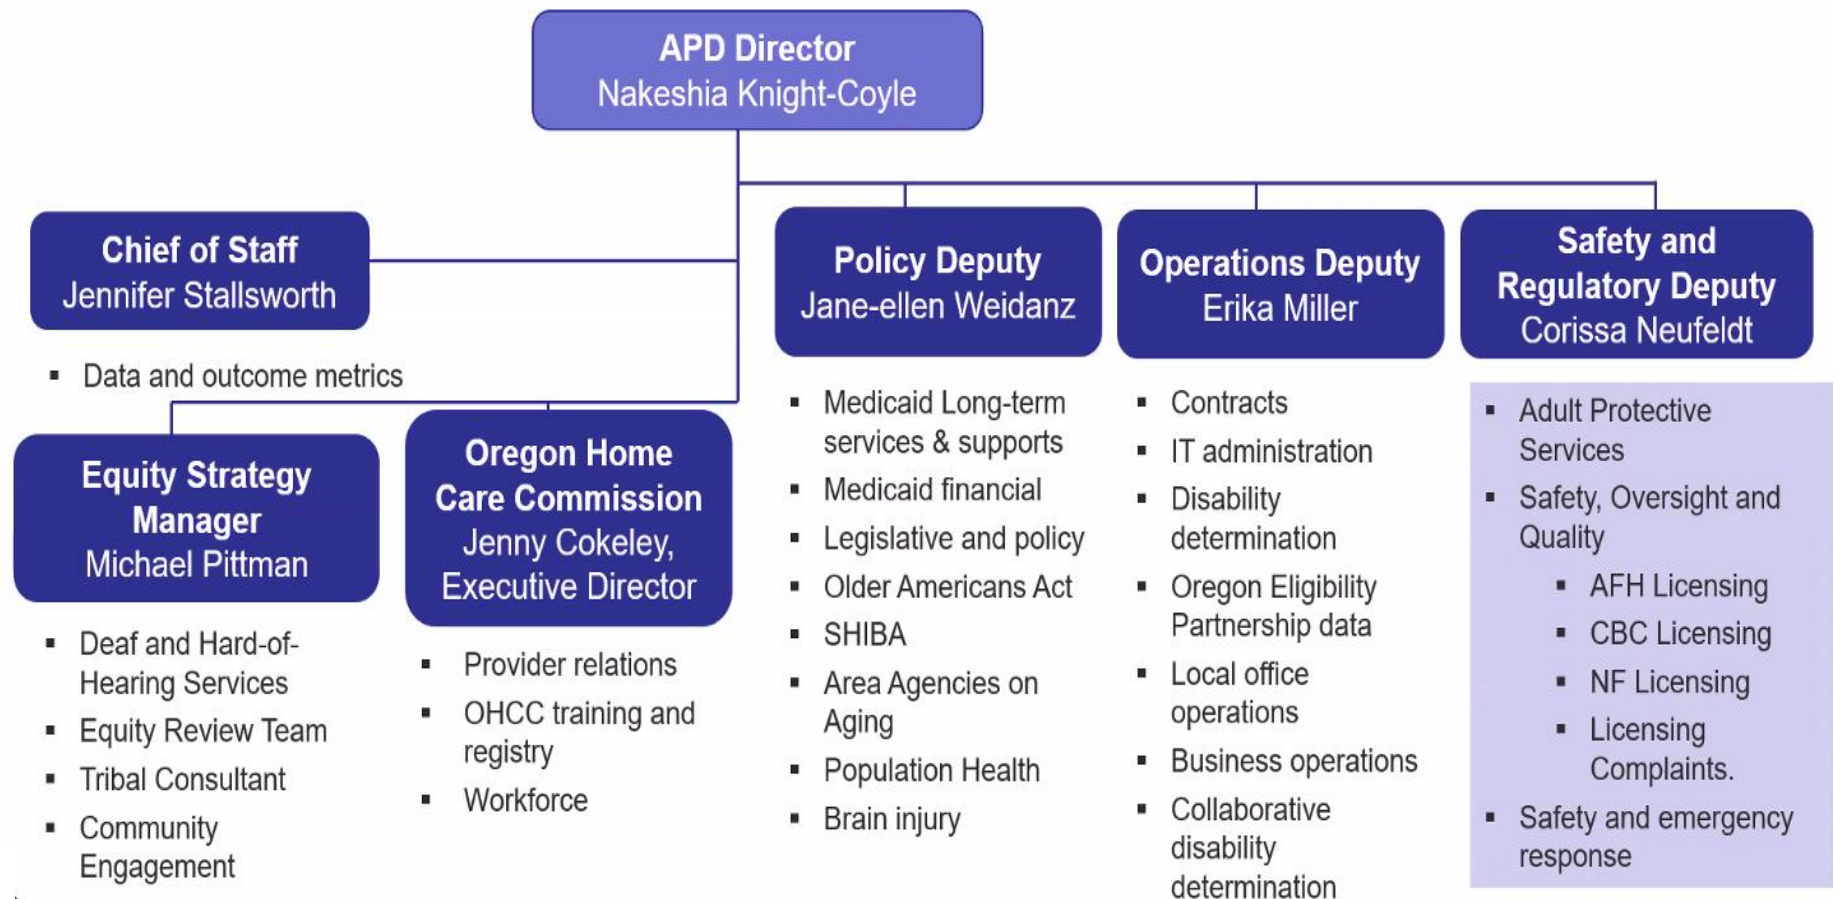 APD Director
Nakeshia Knight-Coyle
Chief of Staff
Jennifer Stallsworth
▪ Data and outcome metrics
Equity Strategy
Manager
Michael Pittman
▪ Deaf and Hard-of-
Hearing Services
▪ Equity Review Team
▪ Tribal Consultant
▪ Community
Engagement
Oregon Home
Care Commission
Jenny Cokeley,
Executive Director
▪ Provider relations
▪ OHCC training and
registry
▪ Workforce
Policy Deputy
Jane-ellen Weidanz
▪ Medicaid Long-term
services & supports
▪ Medicaid financial
▪ Legislative and policy
▪ Older Americans Act
▪ SHIBA
▪ Area Agencies on
Aging
▪ Population Health
▪ Brain injury
Operations Deputy
Erika Miller
▪ Contracts
▪ IT administration
▪ Disability
determination
▪ Oregon Eligibility
Partnership data
▪ Local office
operations
▪ Business operations
▪ Collaborative
disability
determination
Safety and
Regulatory Deputy
Corissa Neufeldt
▪ Adult Protective
Services
▪ Safety, Oversight and
Quality
▪ AFH Licensing
▪ CBC Licensing
▪ NF Licensing
▪ Licensing
Complaints.
▪ Safety and emergency
response